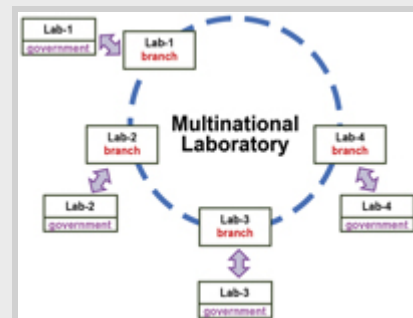 Lab-1
government
Lab-1
branch
Multinational
Laboratory
Lab-2
branch
Lab-4
branch
Lab-2
government
Lab-3
branch
Lab-4
government
Lab-3
government